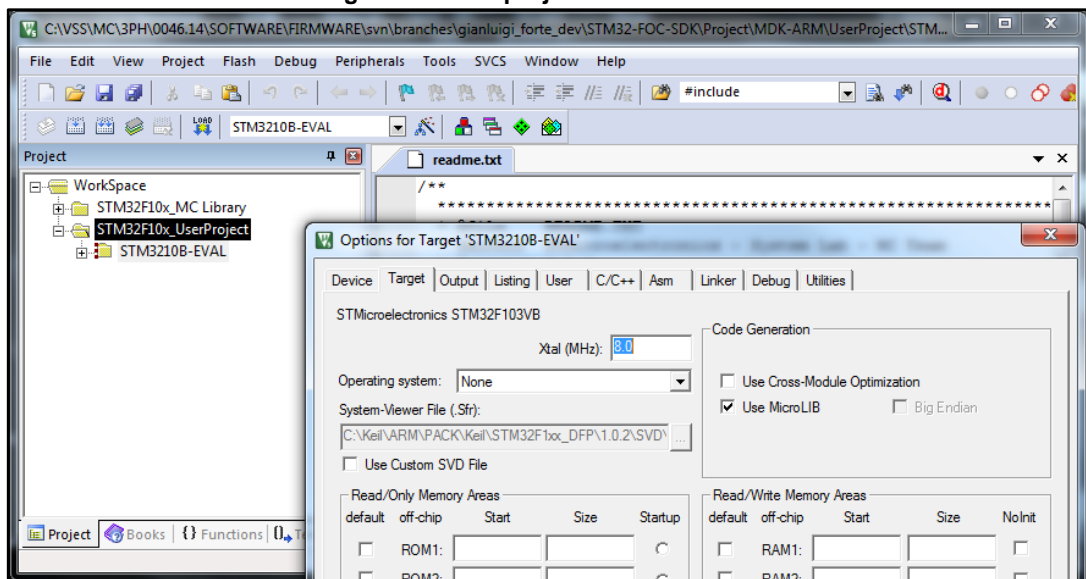 C:\VSS\MC\3PH\0046.14\SOFTWARE\FIRMWARE\svn\branches\gianluigi_forte_dev\STM32-FOC-SDK\Project\MDK-ARM\UserProject\STM...
File Edit View Project Flash Debug Peripherals Tools SVCS Window Help
#include
LOAD STM3210B-EVAL
Project
readme.txt
WorkSpace
STM32F10x_MC Library
STM32F10x_UserProject
STM3210B-EVAL
/**
Options for Target 'STM3210B-EVAL'
Device Target Output Listing User C/C++ Asm Linker Debug Utilities
STMicroelectronics STM32F103VB
Xtal (MHz): 8.0
Operating system: None
System-Viewer File (.Sfr):
C:\Keil\ARM\PACK\Keil\STM32F1xx_DFP\1.0.2\SVD\ ...
Use Custom SVD File
Code Generation
Use Cross-Module Optimization
Use MicroLIB Big Endian
Read/Only Memory Areas
default off-chip Start Size Startup
ROM1:
ROM2:
Read/Write Memory Areas
default off-chip Start Size NoInit
RAM1:
RAM2:
Project Books {} Functions